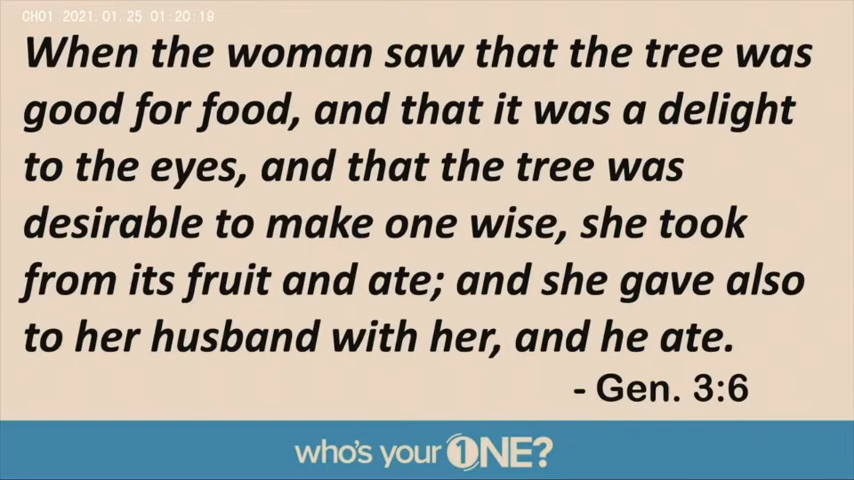 CH01 2021.01.25 01:20:19
When the woman saw that the tree was
good for food, and that it was a delight
to the eyes, and that the tree was
desirable to make one wise, she took
from its fruit and ate; and she gave also
to her husband with her, and he ate.
- Gen. 3:6
who's your 1NE?